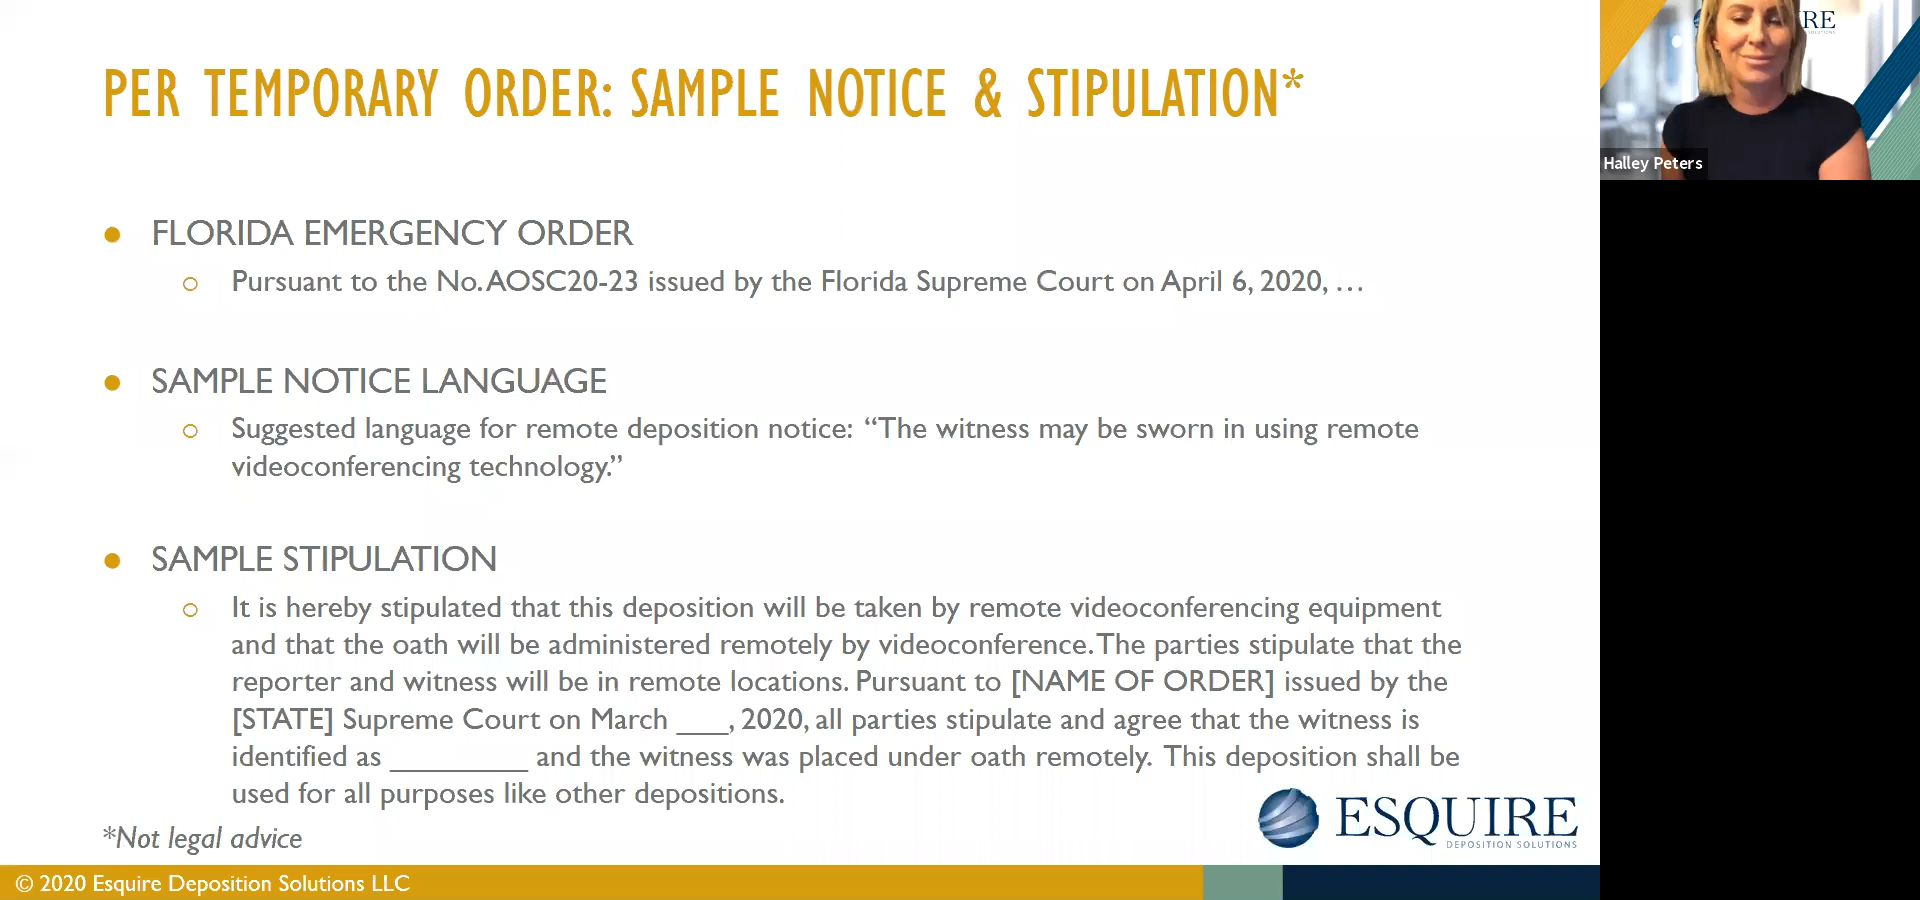 PER TEMPORARY ORDER: SAMPLE NOTICE & STIPULATION*
RE
SOLUTIONS
Halley Peters
FLORIDA EMERGENCY ORDER
Pursuant to the No. AOSC20-23 issued by the Florida Supreme Court on April 6, 2020, …
SAMPLE NOTICE LANGUAGE
Suggested language for remote deposition notice: “The witness may be sworn in using remote
videoconferencing technology.”
SAMPLE STIPULATION
It is hereby stipulated that this deposition will be taken by remote videoconferencing equipment
and that the oath will be administered remotely by videoconference. The parties stipulate that the
reporter and witness will be in remote locations. Pursuant to [NAME OF ORDER] issued by the
[STATE] Supreme Court on March ___, 2020, all parties stipulate and agree that the witness is
identified as _________ and the witness was placed under oath remotely. This deposition shall be
used for all purposes like other depositions.
*Not legal advice
ESQUIRE
DEPOSITION SOLUTIONS
© 2020 Esquire Deposition Solutions LLC